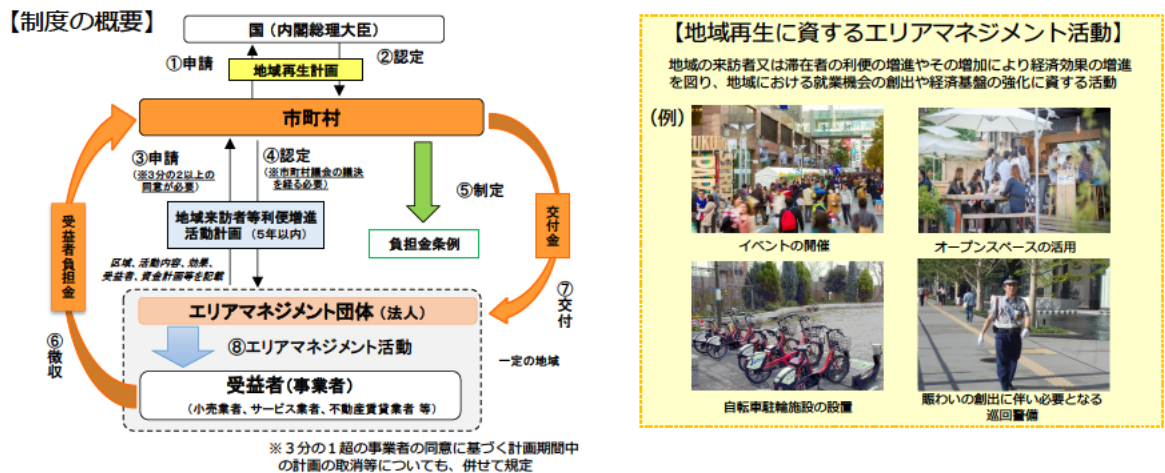 【制度の概要】
国（内閣総理大臣）
①申請
②認定
地域再生計画
市町村
③申請
（※3分の2以上の
同意が必要）
④認定
（※市町村議会の議決
を経る必要）
⑤制定
地域来訪者等利便増進
活動計画（5年以内）
負担金条例
区域、活動内容、効果、
受益者、資金計画等を記載
受益者負担金
交付金
⑥徴収
⑦交付
エリアマネジメント団体（法人）
⑧エリアマネジメント活動
一定の地域
受益者（事業者）
（小売業者、サービス業者、不動産賃貸業者 等）
※３分の１超の事業者の同意に基づく計画期間中
の計画の取消等についても、併せて規定
【地域再生に資するエリアマネジメント活動】
地域の来訪者又は滞在者の利便の増進やその増加により経済効果の増進
を図り、地域における就業機会の創出や経済基盤の強化に資する活動
（例）
イベントの開催
オープンスペースの活用
自転車駐輪施設の設置
賑わいの創出に伴い必要となる
巡回警備